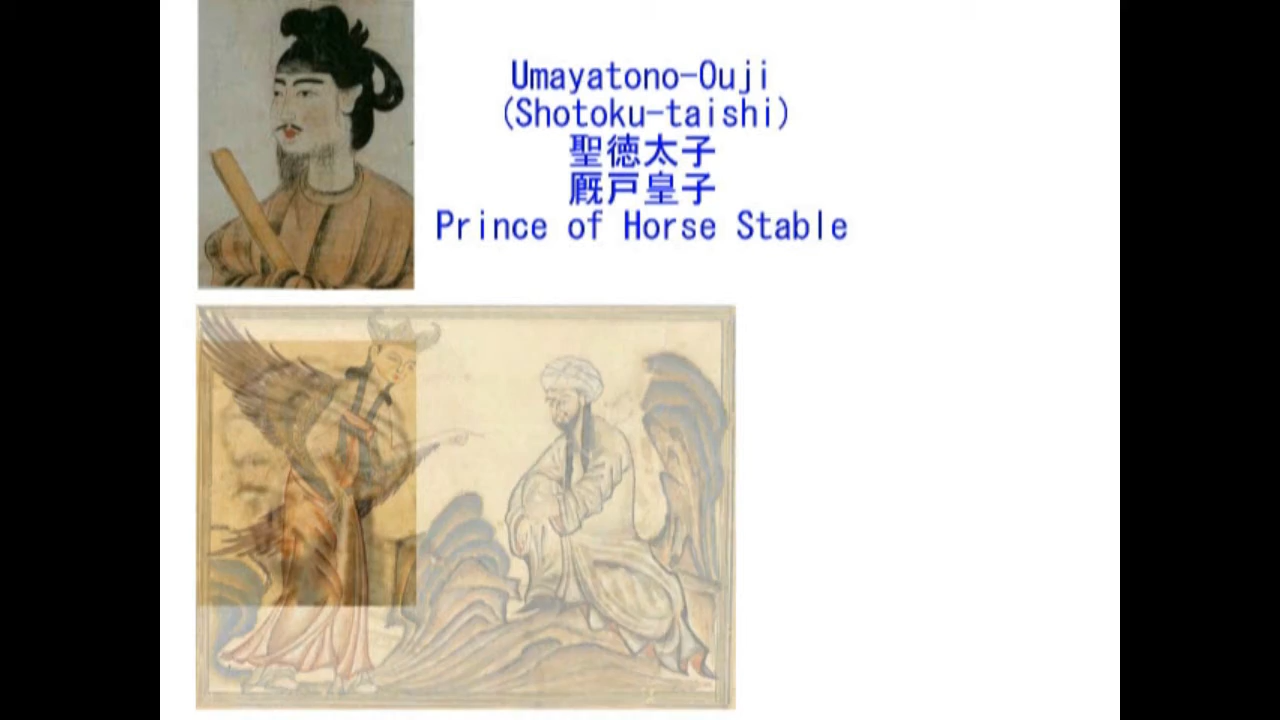 Umayatono-Ouji
(Shotoku-taishi)
聖徳太子
厩戸皇子
Prince of Horse Stable